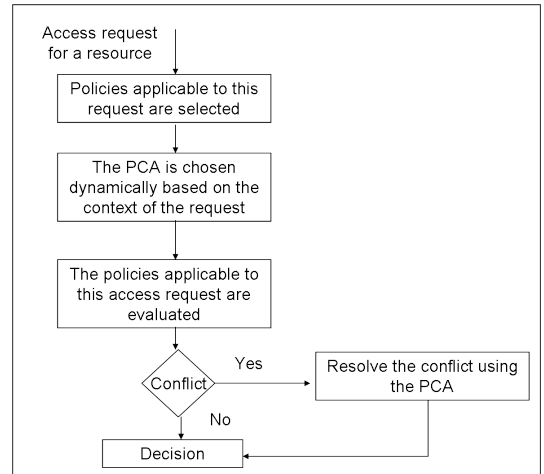 Access request
for a resource
Policies applicable to this
request are selected
The PCA is chosen
dynamically based on the
context of the request
The policies applicable to
this access request are
evaluated
Conflict
Yes
Resolve the conflict using
the PCA
No
Decision